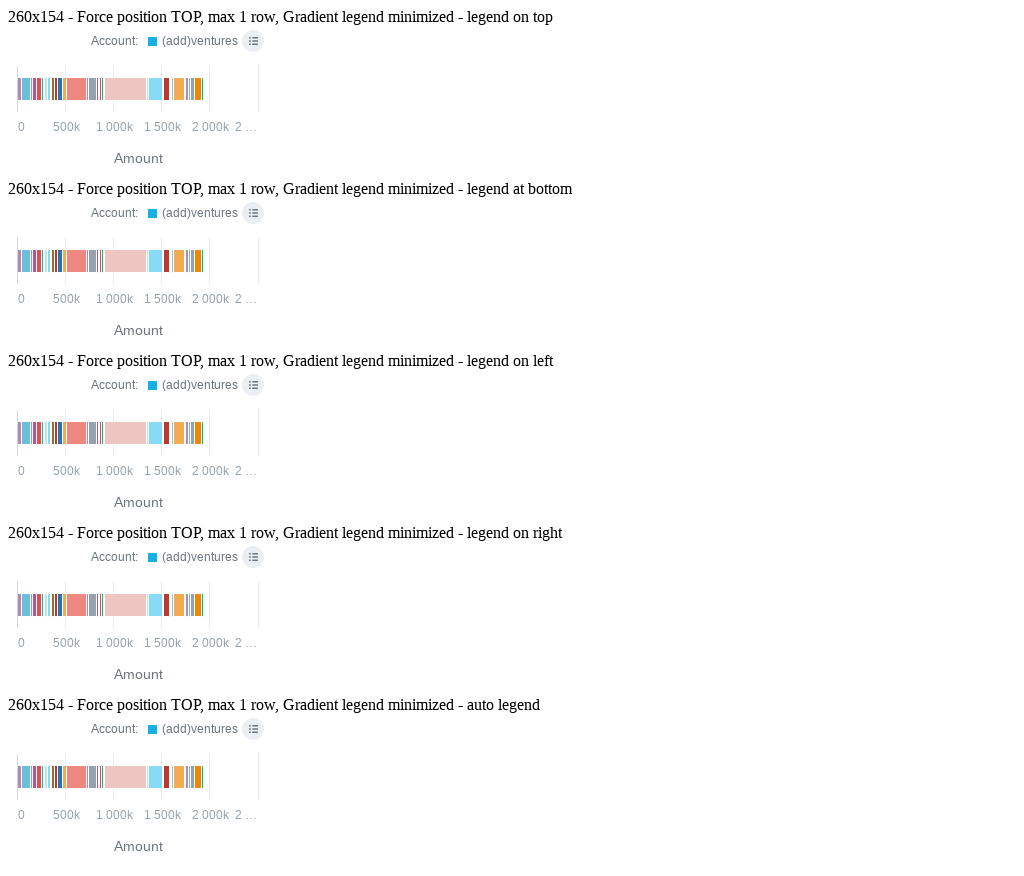 260x154 - Force position TOP, max 1 row, Gradient legend minimized - legend on top
Account: (add)ventures
0 500k 1 000k 1 500k 2 000k 2 …
Amount
260x154 - Force position TOP, max 1 row, Gradient legend minimized - legend at bottom
Account: (add)ventures
0 500k 1 000k 1 500k 2 000k 2 …
Amount
260x154 - Force position TOP, max 1 row, Gradient legend minimized - legend on left
Account: (add)ventures
0 500k 1 000k 1 500k 2 000k 2 …
Amount
260x154 - Force position TOP, max 1 row, Gradient legend minimized - legend on right
Account: (add)ventures
0 500k 1 000k 1 500k 2 000k 2 …
Amount
260x154 - Force position TOP, max 1 row, Gradient legend minimized - auto legend
Account: (add)ventures
0 500k 1 000k 1 500k 2 000k 2 …
Amount